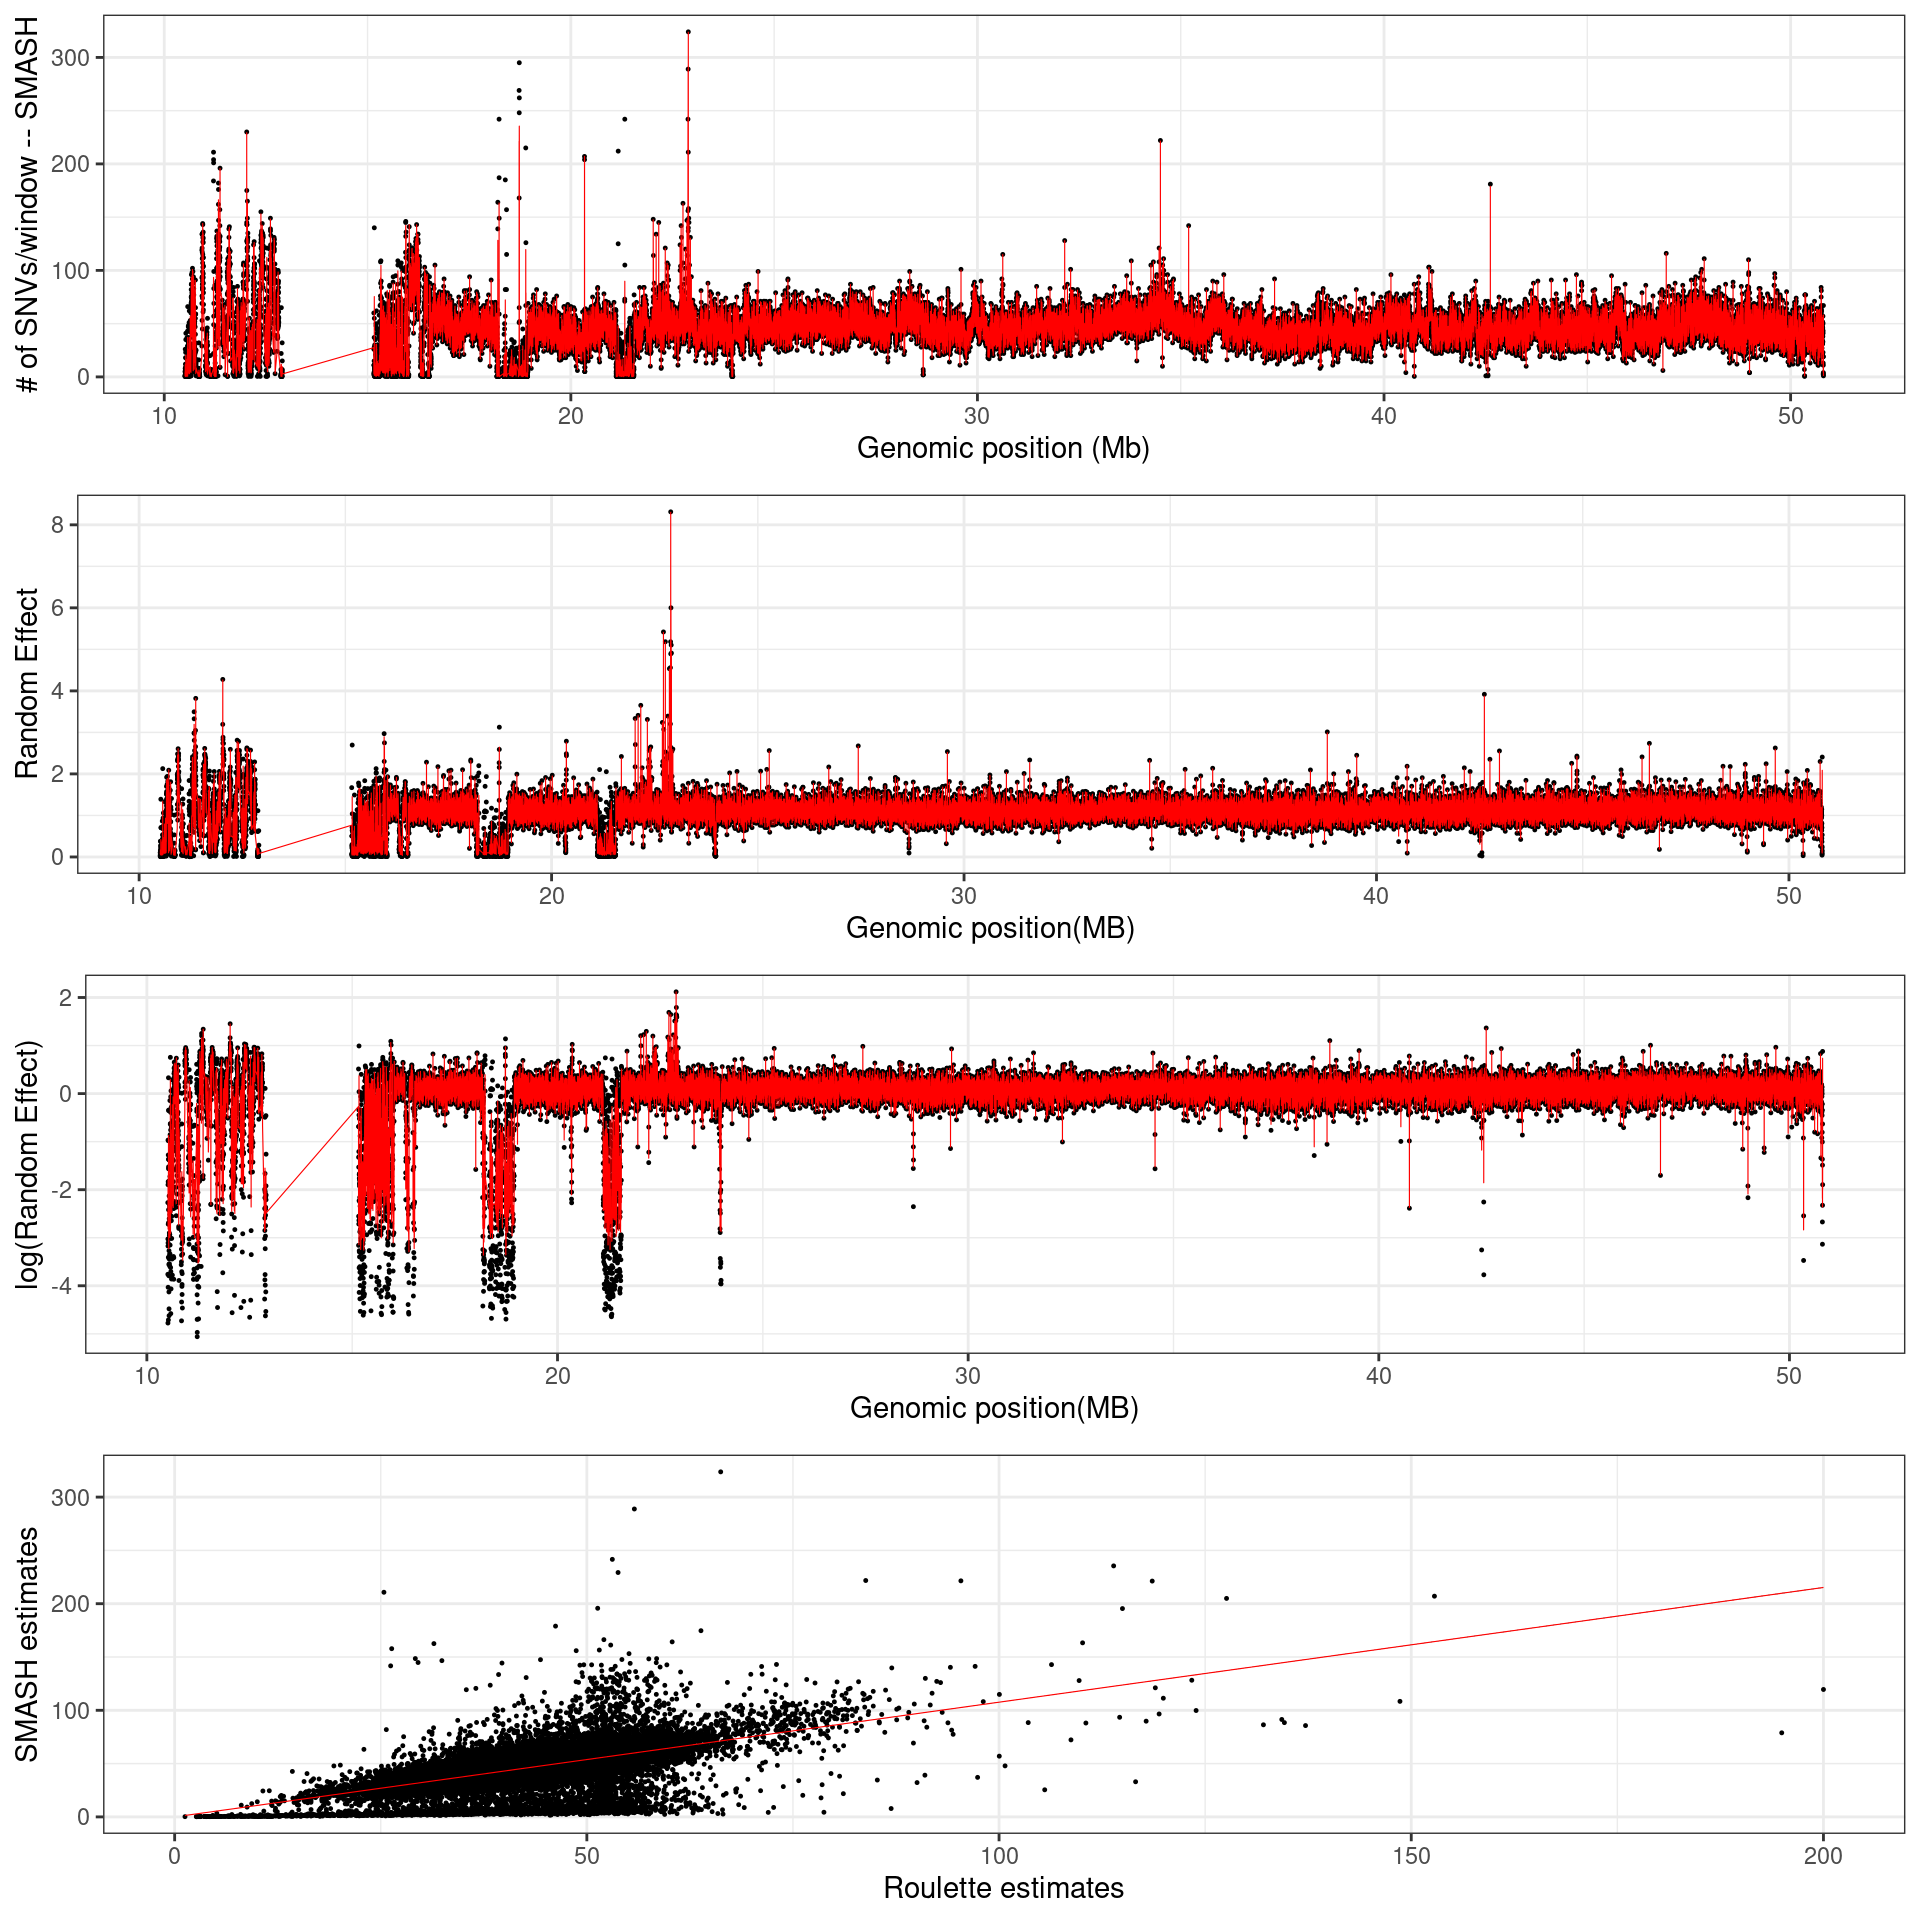 # of SNVs/window -- SMASH
300
200
100
0
10 20 30 40 50
Genomic position (Mb)
Random Effect
8
6
4
2
0
10 20 30 40 50
Genomic position(MB)
log(Random Effect)
2
0
-2
-4
10 20 30 40 50
Genomic position(MB)
SMASH estimates
300
200
100
0
0 50 100 150 200
Roulette estimates